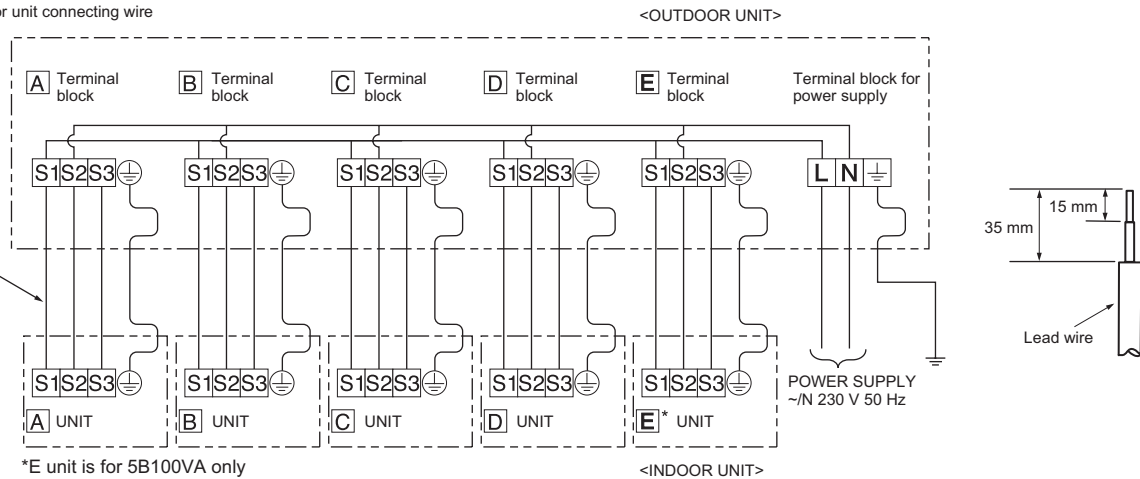 or unit connecting wire
<OUTDOOR UNIT>
A Terminal block
B Terminal block
C Terminal block
D Terminal block
E Terminal block
Terminal block for
power supply
S1 S2 S3
S1 S2 S3
S1 S2 S3
S1 S2 S3
S1 S2 S3
L N
35 mm
15 mm
Lead wire
S1 S2 S3
S1 S2 S3
S1 S2 S3
S1 S2 S3
S1 S2 S3
A UNIT
B UNIT
C UNIT
D UNIT
E* UNIT
POWER SUPPLY
~/N 230 V 50 Hz
*E unit is for 5B100VA only
<INDOOR UNIT>